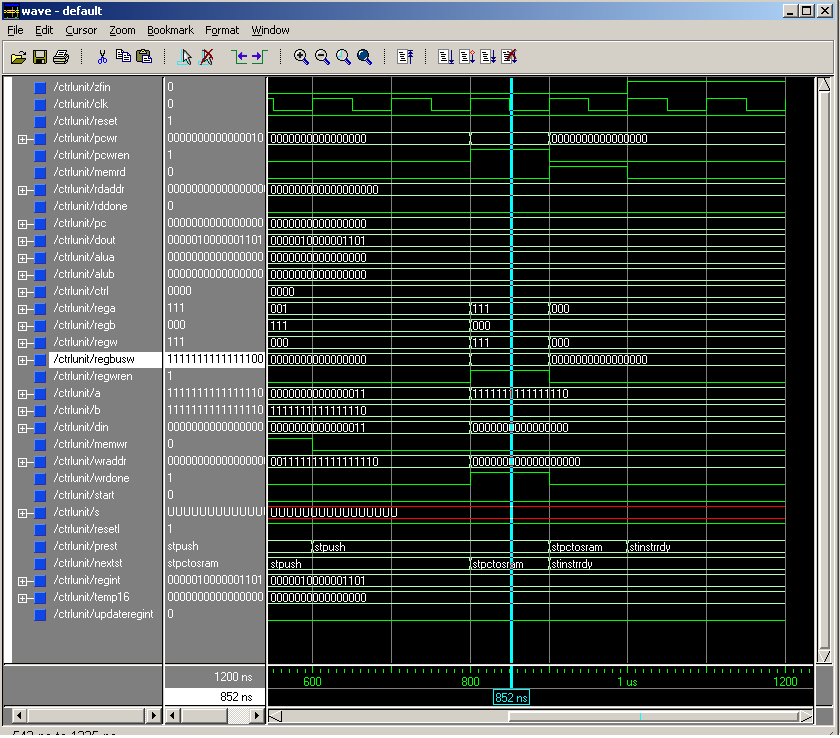 wave - default
File Edit Cursor Zoom Bookmark Format Window
/ctrlunit/zfin 0
/ctrlunit/clk 0
/ctrlunit/reset 1
/ctrlunit/pcwr 0000000000000010 0000000000000000 0000000000000000
/ctrlunit/pcwren 1
/ctrlunit/memrd 0
/ctrlunit/rdaddr 0000000000000000 000000000000000000
/ctrlunit/rddone 0
/ctrlunit/pc 0000000000000000 0000000000000000
/ctrlunit/dout 0000010000001101 0000010000001101
/ctrlunit/alua 0000000000000000 0000000000000000
/ctrlunit/alub 0000000000000000 0000000000000000
/ctrlunit/ctrl 0000 0000
/ctrlunit/rega 111 001 111 000
/ctrlunit/regb 000 111 000
/ctrlunit/regw 111 000 111 000
/ctrlunit/regbusw 1111111111111100 0000000000000000 0000000000000000
/ctrlunit/regwren 1
/ctrlunit/a 1111111111111110 0000000000000011 1111111111111110
/ctrlunit/b 1111111111111110 1111111111111110
/ctrlunit/din 0000000000000000 0000000000000011 0000000000000000
/ctrlunit/memwr 0
/ctrlunit/wraddr 0000000000000000 001111111111111110 000000000000000000
/ctrlunit/wrdone 1
/ctrlunit/start 0
/ctrlunit/s UUUUUUUUUUUUU UUUUUUUUUUUUUUUU
/ctrlunit/resetl 1
/ctrlunit/prest stpush stpush stpctosram stinstrrdy
/ctrlunit/nextst stpctosram stpush stpctosram stinstrrdy
/ctrlunit/regint 0000010000001101 0000010000001101
/ctrlunit/temp16 0000000000000000 0000000000000000
/ctrlunit/updateregint 0
1200 ns 600 800 1 us 1200
852 ns 852 ns